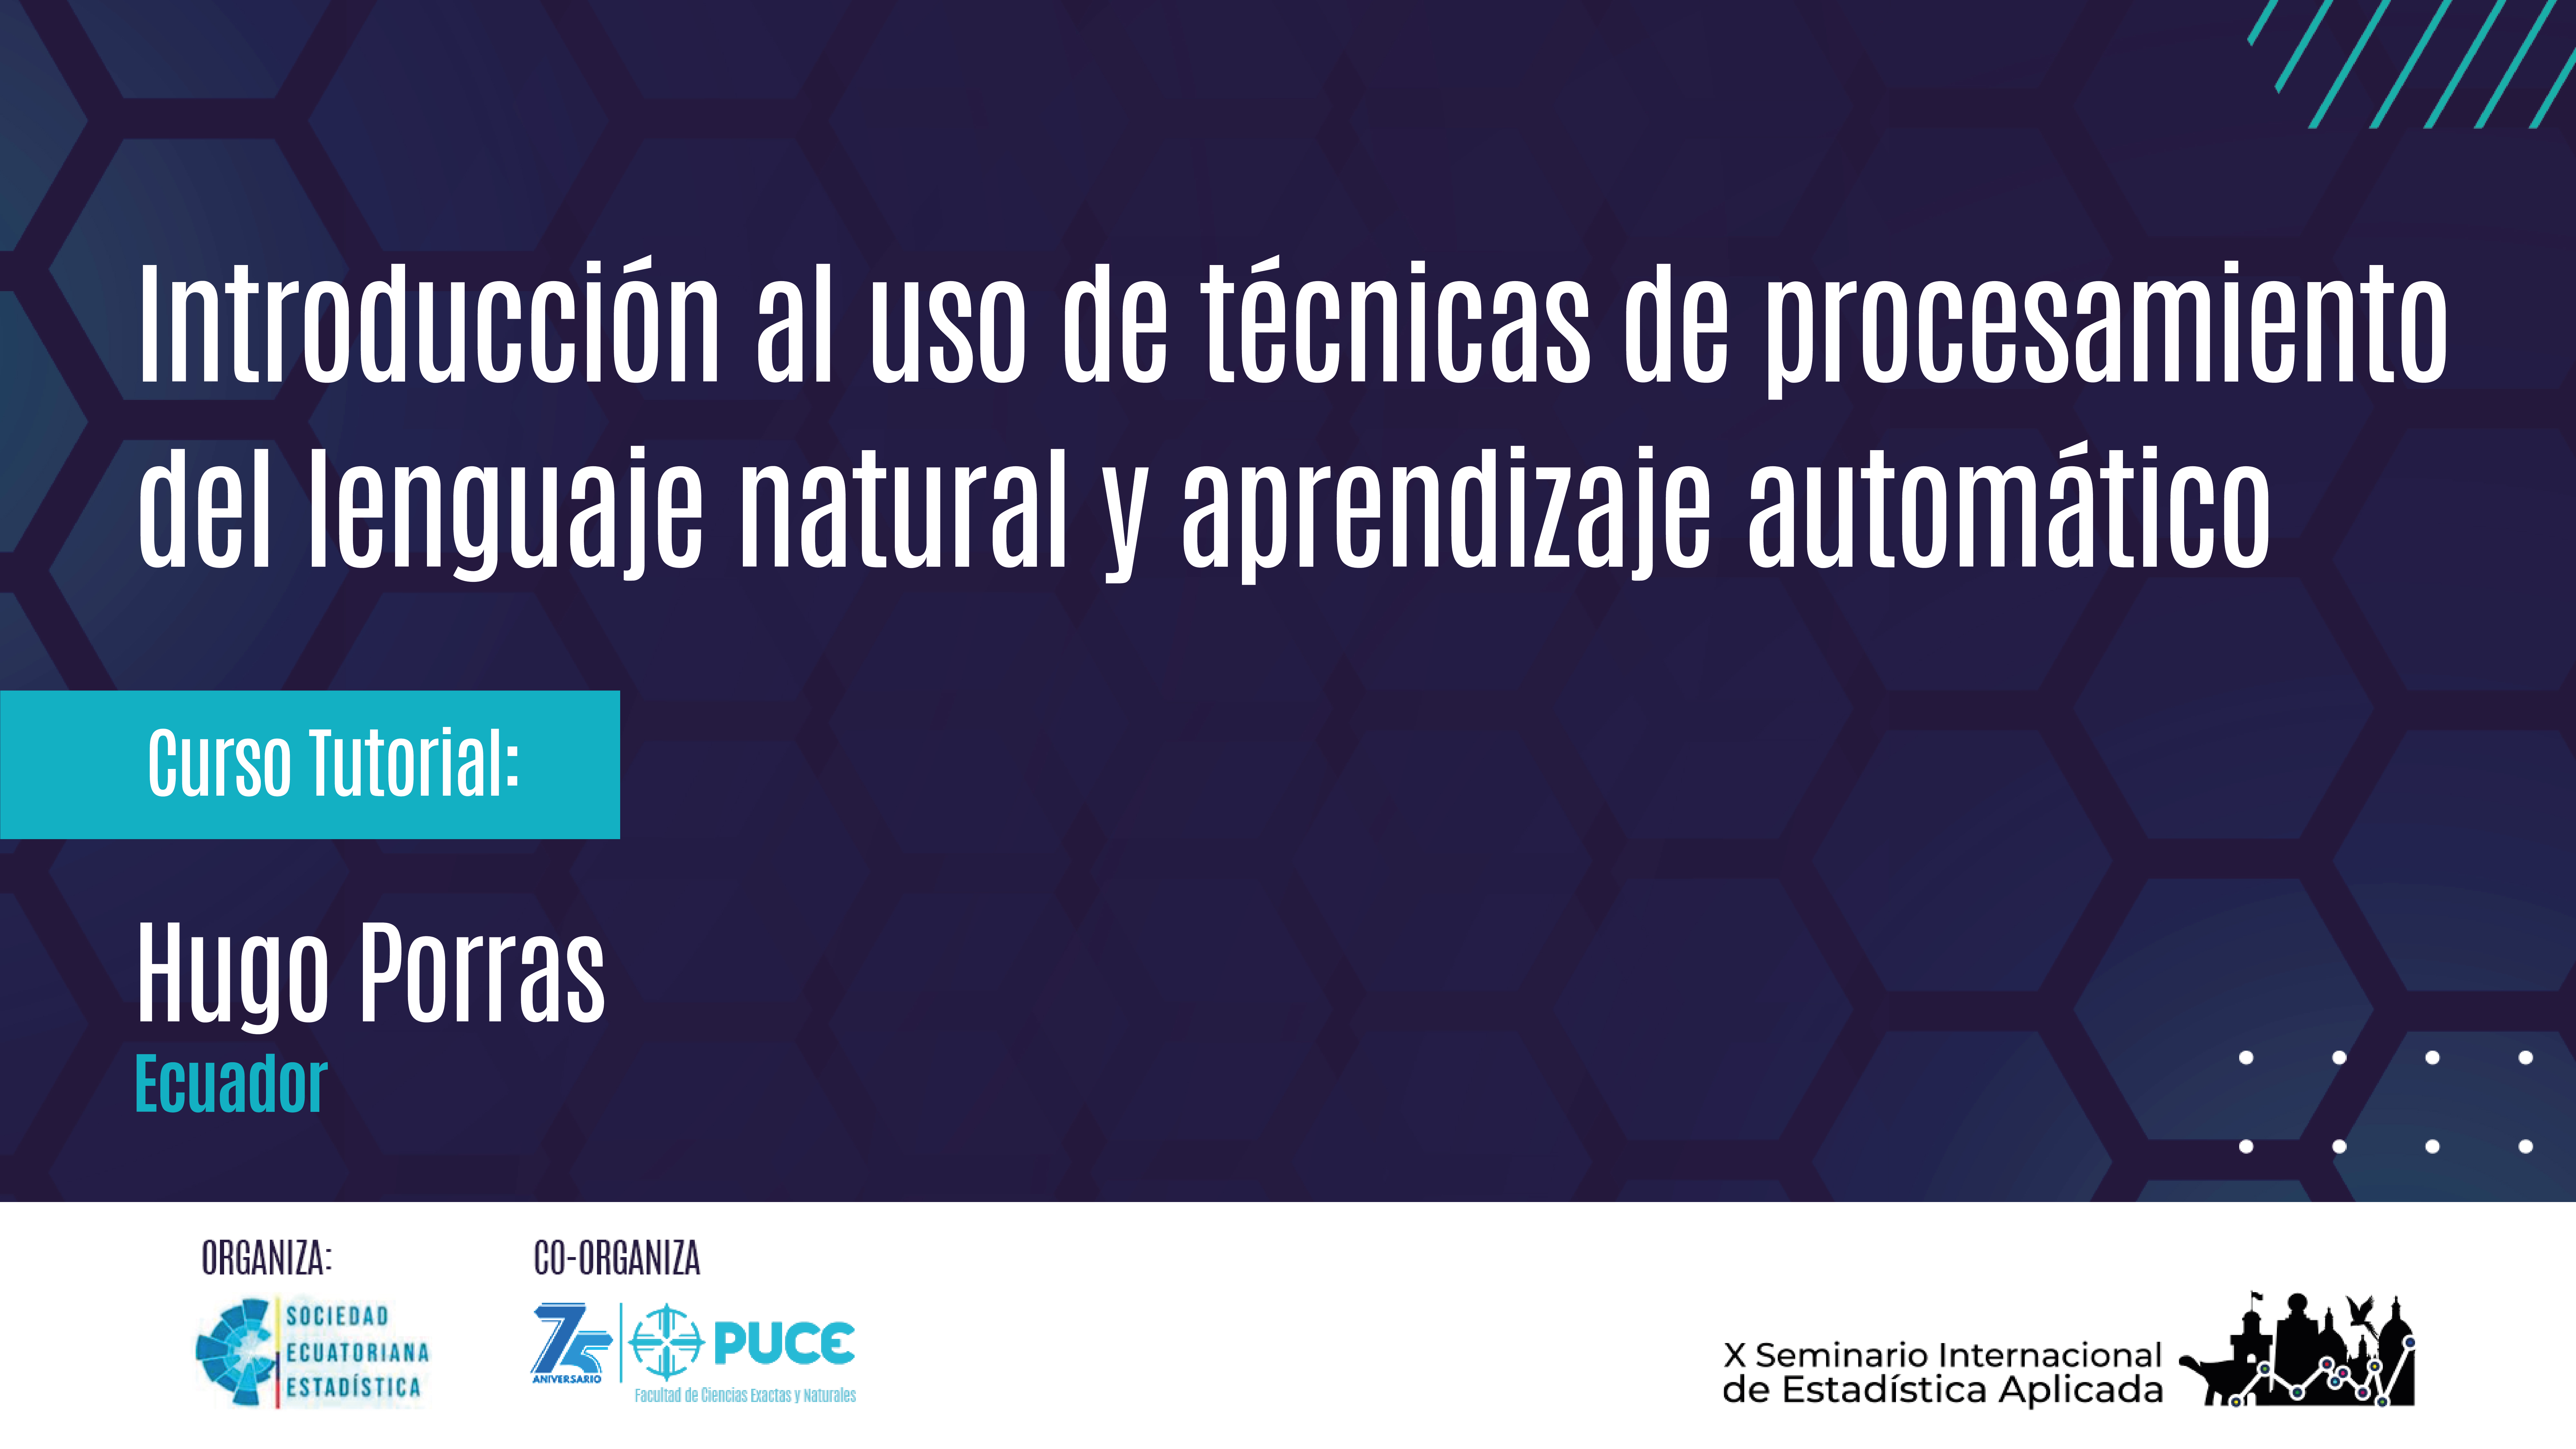 Introducción al uso de técnicas de procesamiento
del lenguaje natural y aprendizaje automático
Curso Tutorial:
Hugo Porras
Ecuador
ORGANIZA:
SOCIEDAD
ECUATORIANA
ESTADÍSTICA
CO-ORGANIZA
75
ANIVERSARIO
PUCE
Facultad de Ciencias Exactas y Naturales
X Seminario Internacional
de Estadística Aplicada